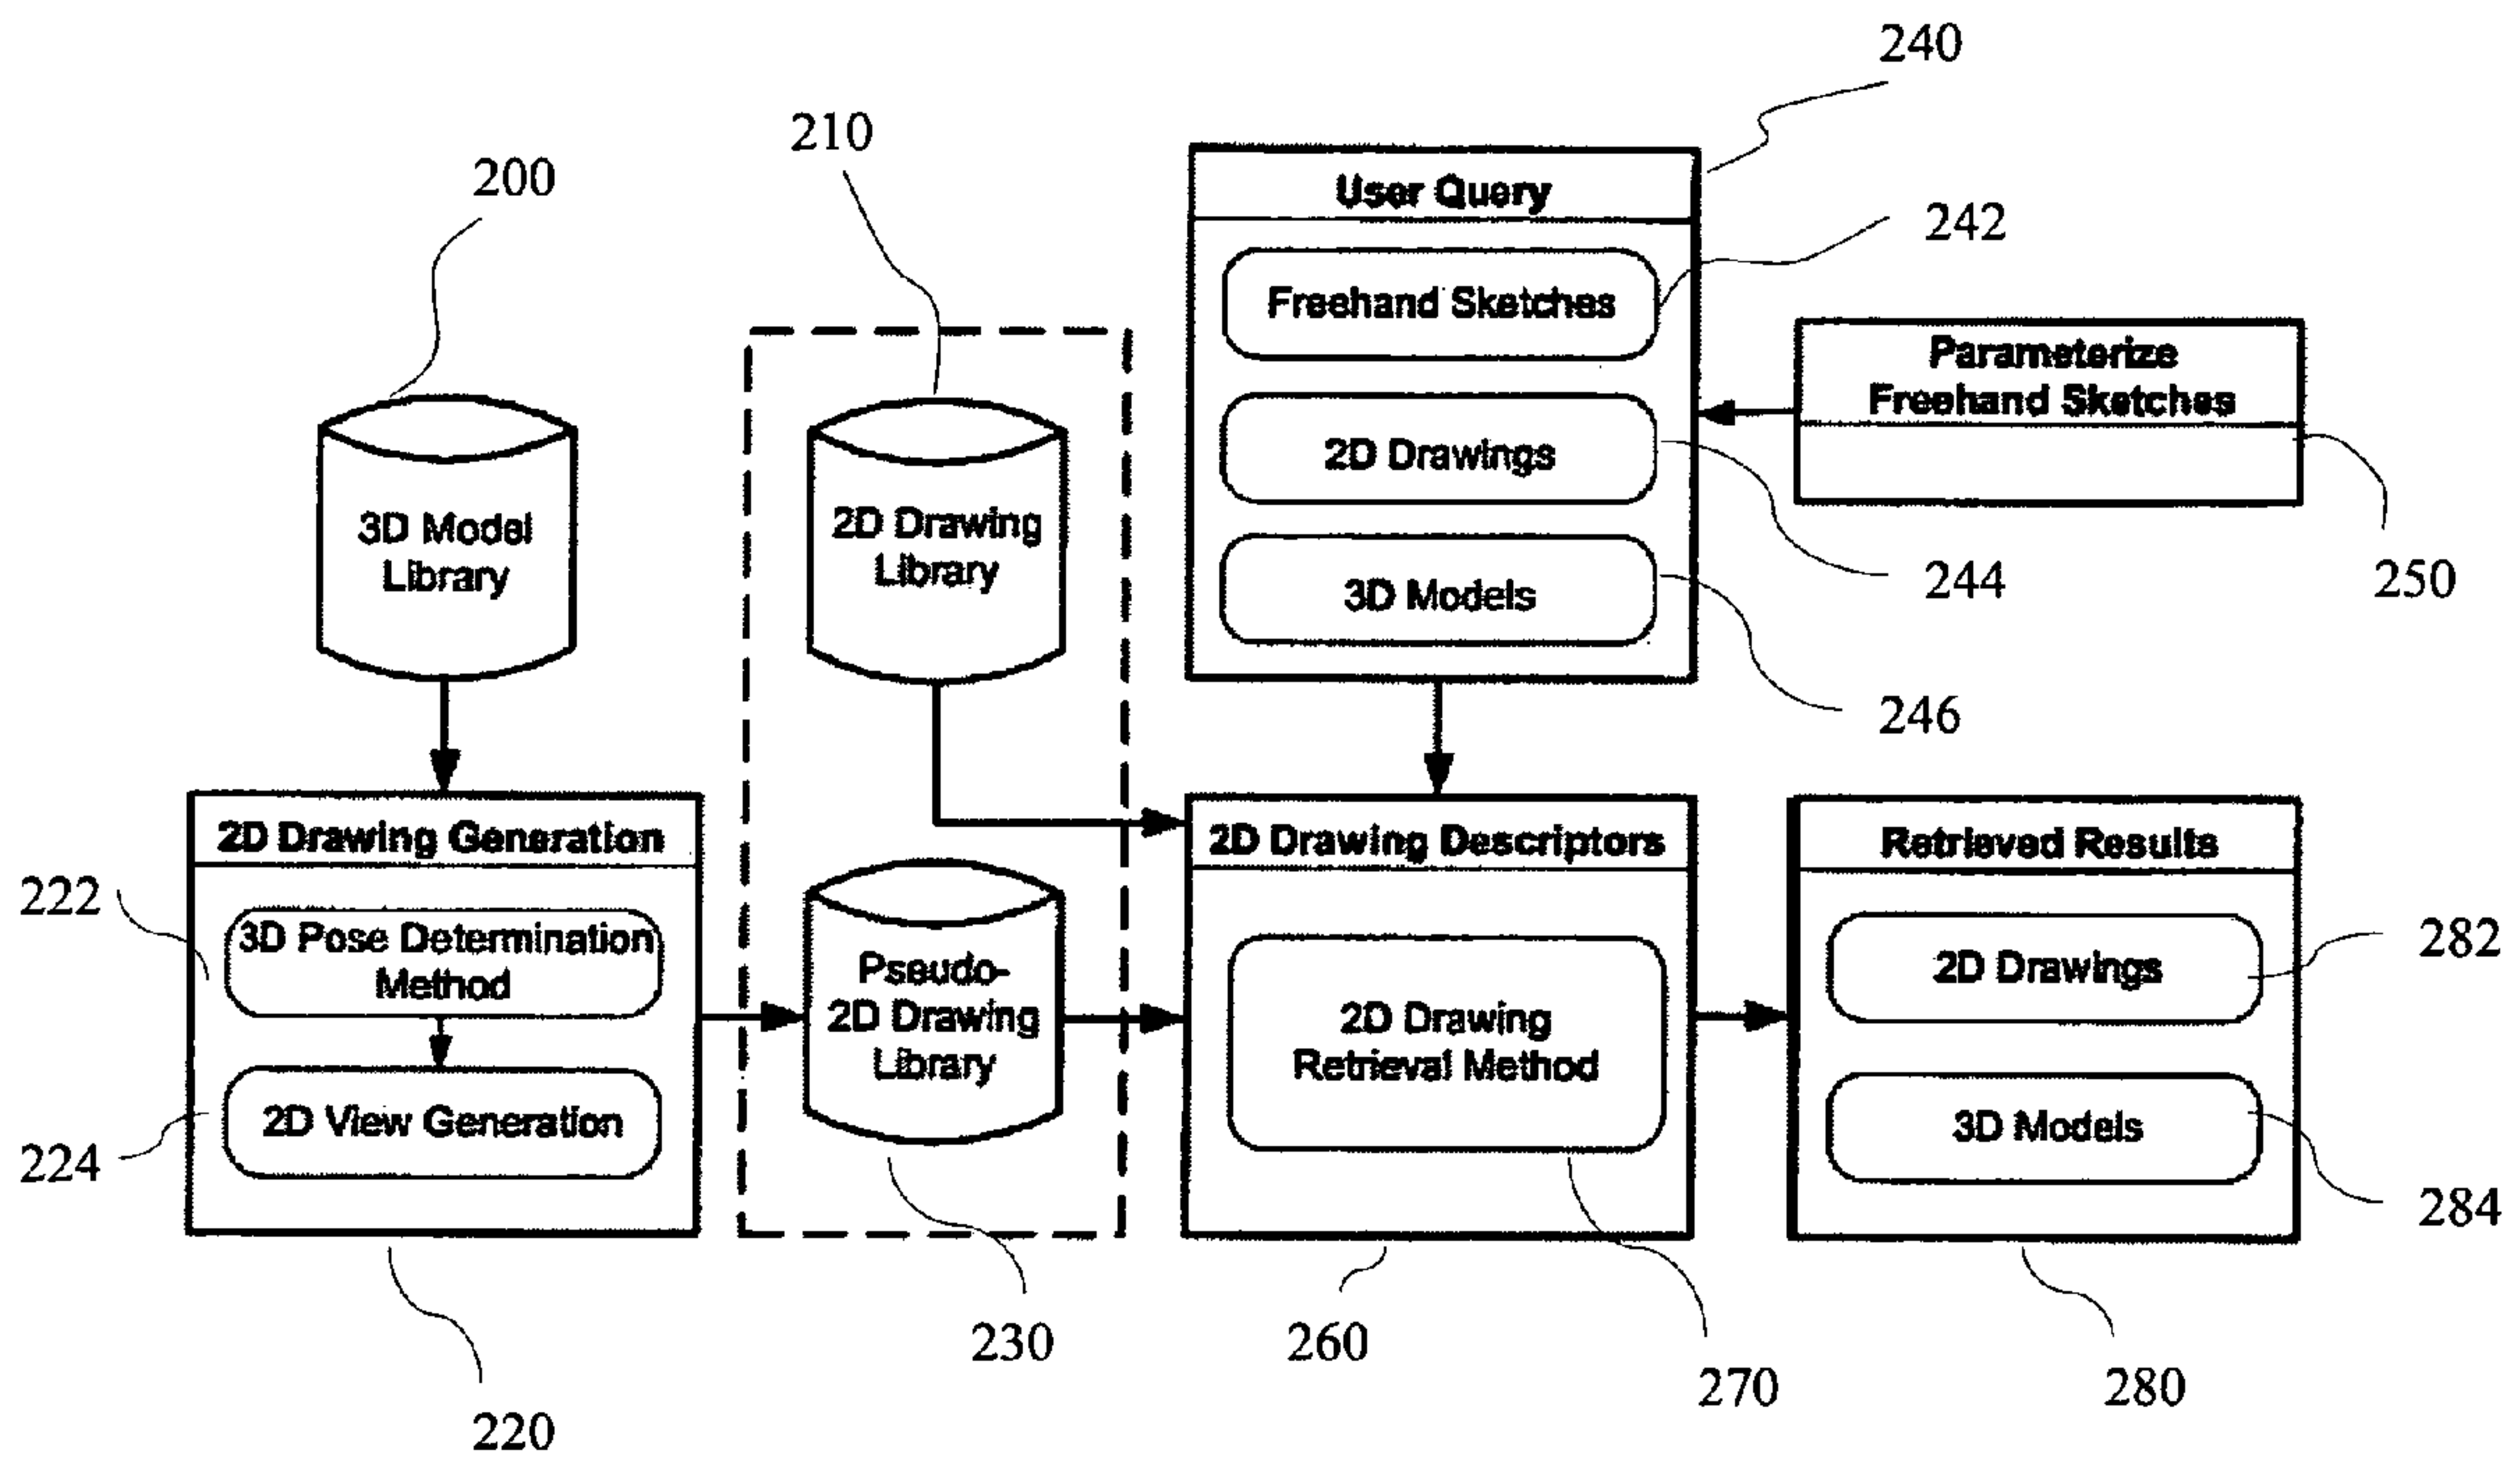 240
210
200
User Query
242
Freehand Sketches
Parameterize
Freehand Sketches
2D Drawings
3D Model
Library
2D Drawing
Library
244
250
3D Models
246
2D Drawing Generation
2D Drawing Descriptors
Retrieved Results
222
3D Pose Determination
Method
282
2D Drawings
Pseudo-
2D Drawing
Library
2D Drawing
Retrieval Method
224
2D View Generation
3D Models
284
230
260
270
280
220